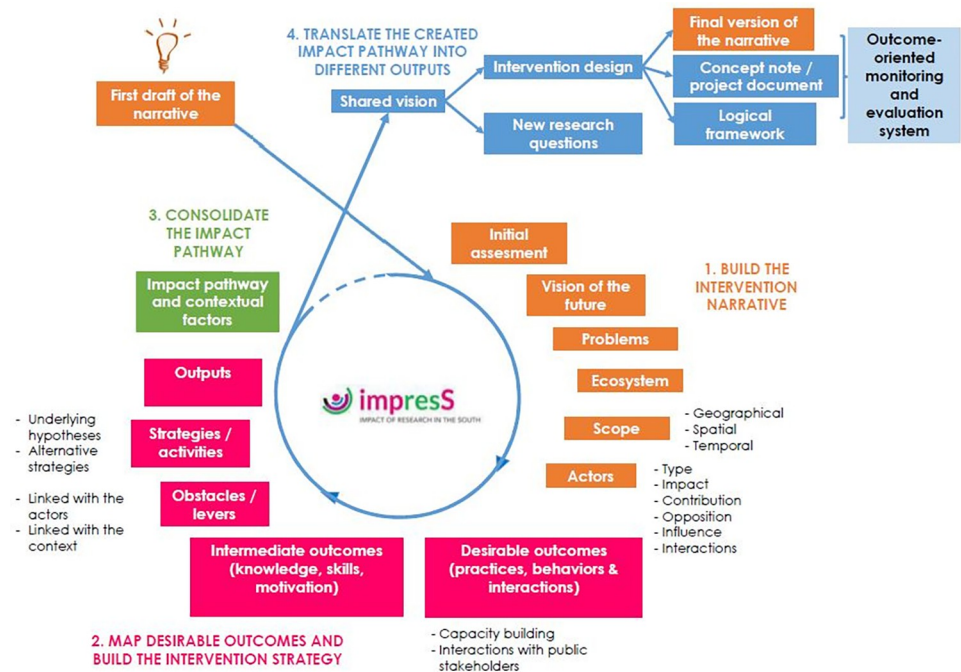 4. TRANSLATE THE CREATED
IMPACT PATHWAY INTO
DIFFERENT OUTPUTS
First draft of the
narrative
Shared vision
Intervention design
New research
questions
Final version of
the narrative
Concept note /
project document
Logical
framework
Outcome-
oriented
monitoring
and
evaluation
system
3. CONSOLIDATE
THE IMPACT
PATHWAY
Impact pathway
and contextual
factors
Initial
assesment
Vision of the
future
1. BUILD THE
INTERVENTION
NARRATIVE
Problems
Ecosystem
Scope
- Geographical
- Spatial
- Temporal
Actors
- Type
- Impact
- Contribution
- Opposition
- Influence
- Interactions
impresS
IMPACT OF RESEARCH IN THE SOUTH
Outputs
Strategies /
activities
- Underlying
hypotheses
- Alternative
strategies
Obstacles /
levers
- Linked with the
actors
- Linked with the
context
Intermediate outcomes
(knowledge, skills,
motivation)
Desirable outcomes
(practices, behaviors &
interactions)
- Capacity building
- Interactions with public
stakeholders
2. MAP DESIRABLE OUTCOMES AND
BUILD THE INTERVENTION STRATEGY